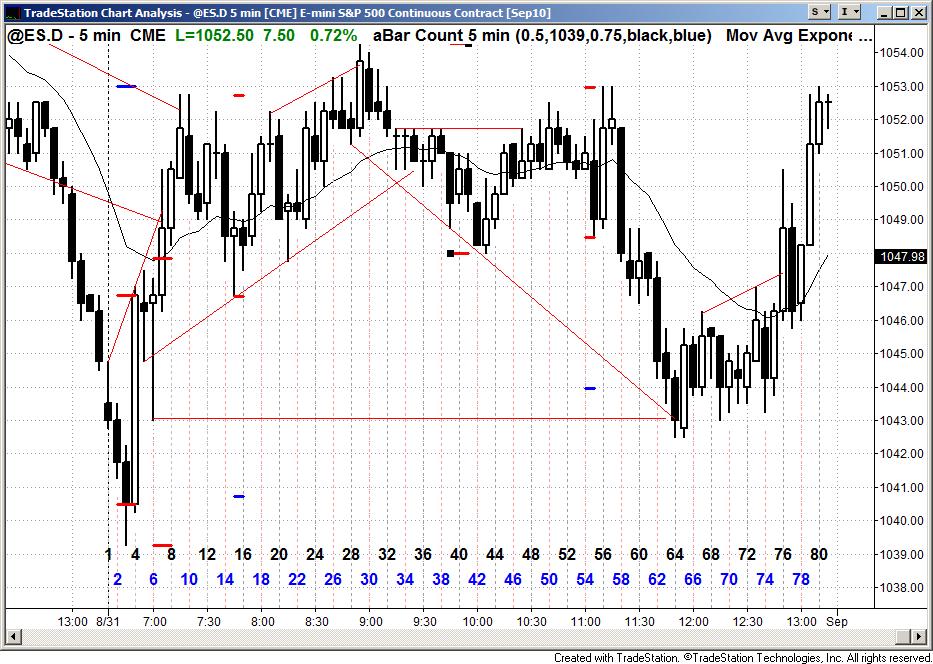 TradeStation Chart Analysis - @ES.D 5 min [CME] E-mini S&P 500 Continuous Contract [Sep10]
S I
@ES.D - 5 min CME L=1052.50 7.50 0.72% aBar Count 5 min (0.5,1039,0.75,black,blue) Mov Avg Expone ...
1054.00
1053.00
1052.00
1051.00
1050.00
1049.00
1047.98
1047.00
1046.00
1045.00
1044.00
1043.00
1042.00
1041.00
1040.00
1039.00
1038.00
1 4 8 12 16 20 24 28 32 36 40 44 48 52 56 60 64 68 72 76 80
2 6 10 14 18 22 26 30 34 38 42 46 50 54 58 62 66 70 74 78
13:00 8/31 7:00 7:30 8:00 8:30 9:00 9:30 10:00 10:30 11:00 11:30 12:00 12:30 13:00 Sep
Created with TradeStation. ©TradeStation Technologies, Inc. All rights reserved.